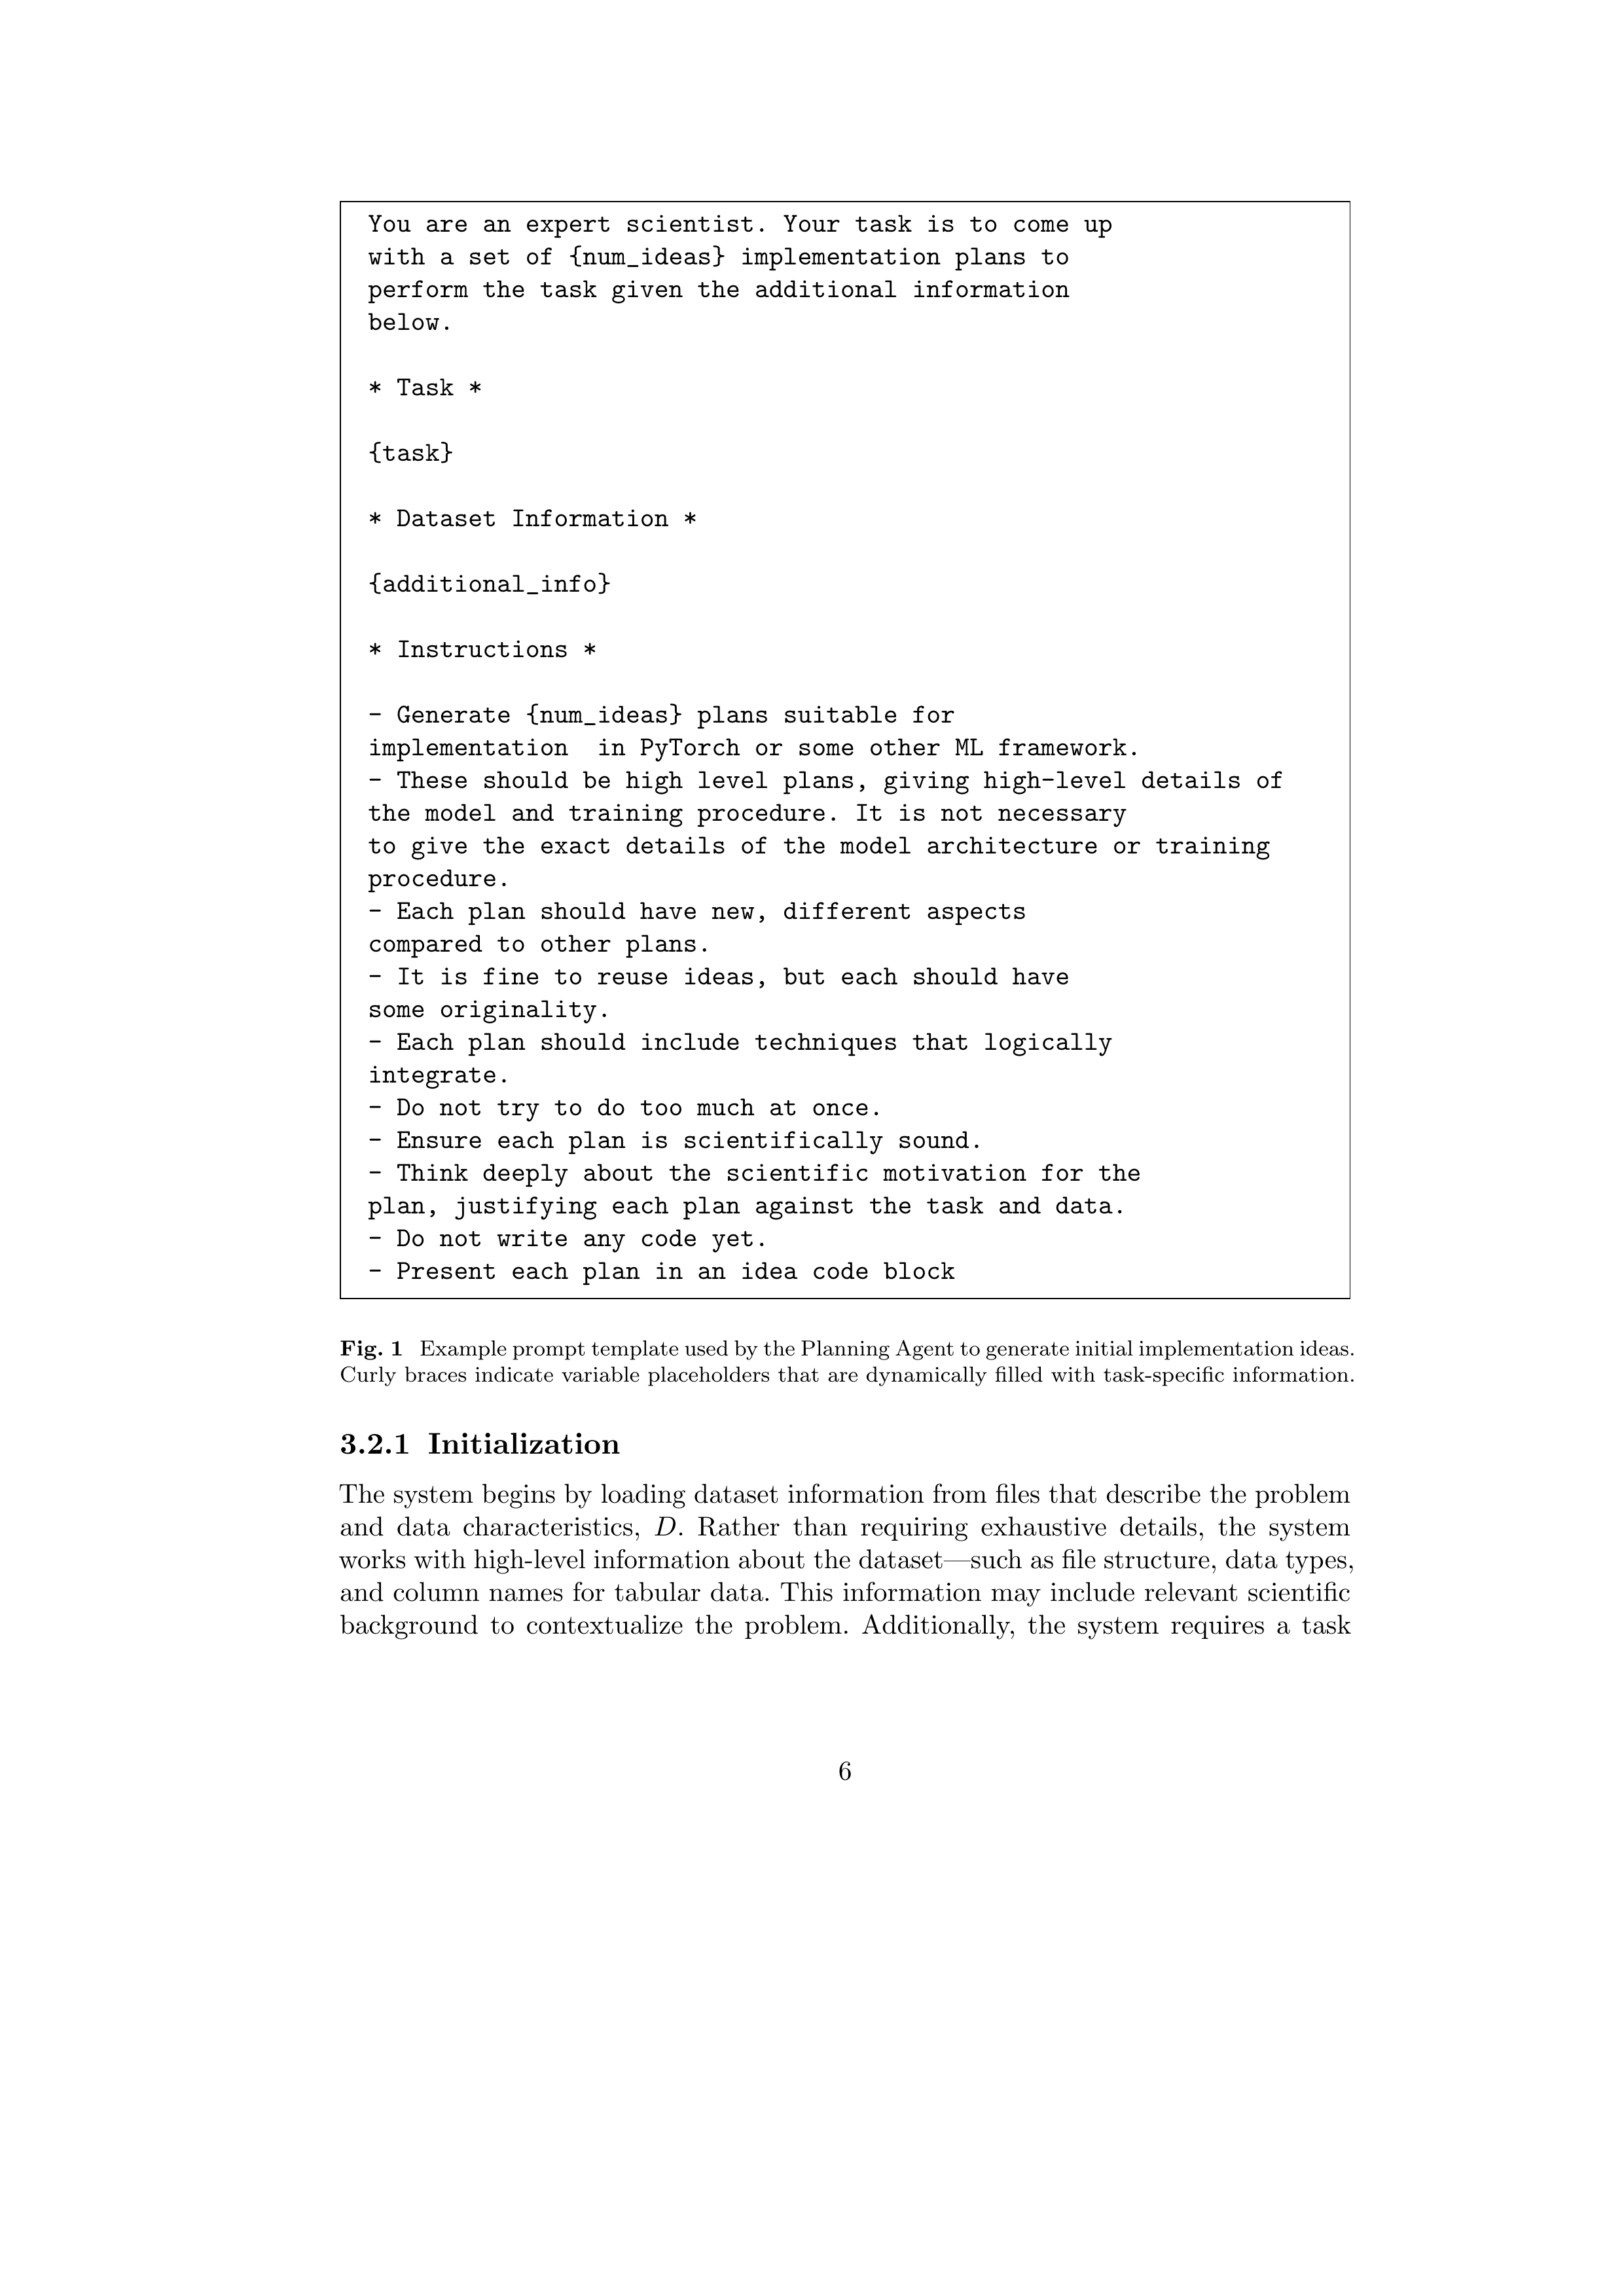 You are an expert scientist. Your task is to come up
with a set of {num_ideas} implementation plans to
perform the task given the additional information
below.
* Task *
{task}
* Dataset Information *
{additional_info}
* Instructions *
- Generate {num_ideas} plans suitable for
implementation  in PyTorch or some other ML framework.
- These should be high level plans, giving high-level details of
the model and training procedure. It is not necessary
to give the exact details of the model architecture or training
procedure.
- Each plan should have new, different aspects
compared to other plans.
- It is fine to reuse ideas, but each should have
some originality.
- Each plan should include techniques that logically
integrate.
- Do not try to do too much at once.
- Ensure each plan is scientifically sound.
- Think deeply about the scientific motivation for the
plan, justifying each plan against the task and data.
- Do not write any code yet.
- Present each plan in an idea code block
Fig. 1 Example prompt template used by the Planning Agent to generate initial implementation ideas.
Curly braces indicate variable placeholders that are dynamically filled with task-specific information.
3.2.1 Initialization
The system begins by loading dataset information from files that describe the problem
and data characteristics, D. Rather than requiring exhaustive details, the system
works with high-level information about the dataset—such as file structure, data types,
and column names for tabular data. This information may include relevant scientific
background to contextualize the problem. Additionally, the system requires a task
6